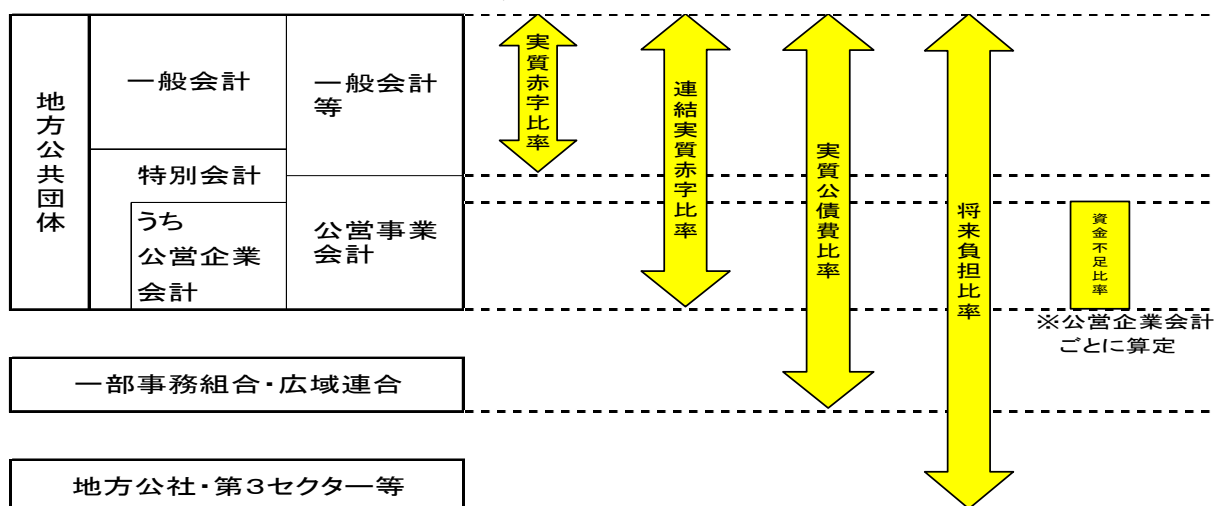 地方公共団体
一般会計
一般会計
等
特別会計
うち
公営企業
会計
公営事業
会計
実質赤字比率
連結実質赤字比率
実質公債費比率
将来負担比率
資金不足比率
※公営企業会計
ごとに算定
一部事務組合・広域連合
地方公社・第3セクター等